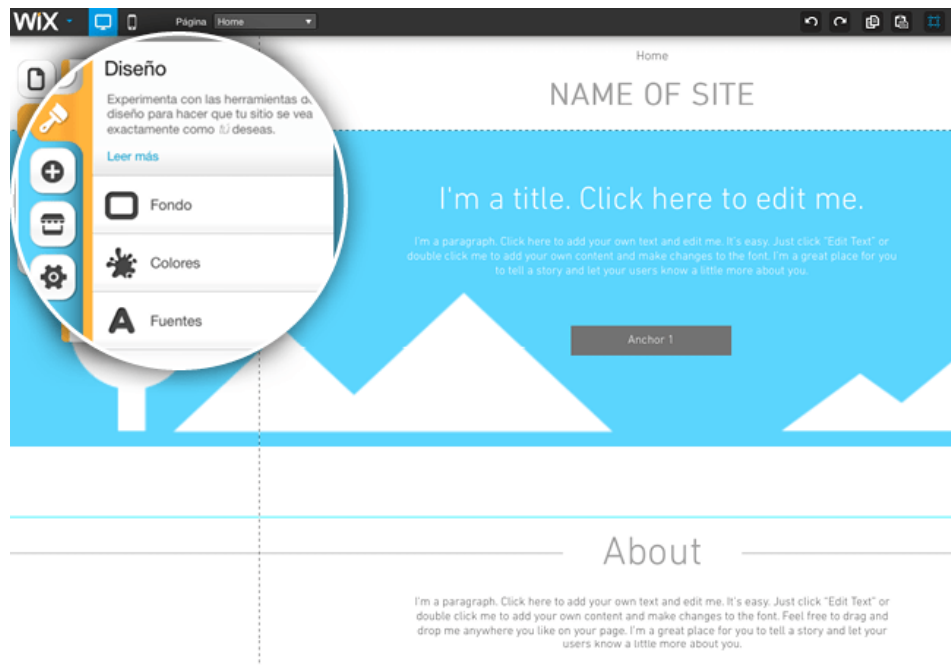 WiX
Página Home
Diseño
Experimenta con las herramientas d
diseño para hacer que tu sitio se vea
exactamente como tú deseas.
Leer más
Fondo
Colores
Fuentes
Home
NAME OF SITE
I'm a title. Click here to edit me.
I'm a paragraph. Click here to add your own text and edit me. It's easy. Just click "Edit Text" or
double click me to add your own content and make changes to the font. I'm a great place for you
to tell a story and let your users know a little more about you.
Anchor 1
About
I'm a paragraph. Click here to add your own text and edit me. It's easy. Just click "Edit Text" or
double click me to add your own content and make changes to the font. Feel free to drag and
drop me anywhere you like on your page. I'm a great place for you to tell a story and let your
users know a little more about you.